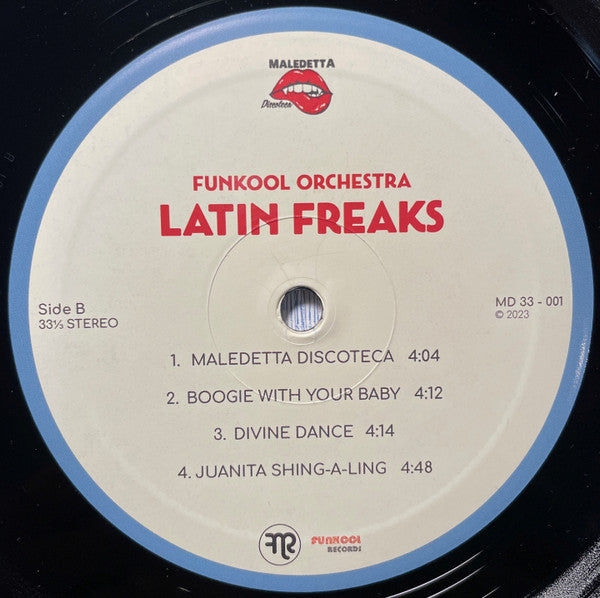 MALEDETTA
Discoteca
FUNKOOL ORCHESTRA
LATIN FREAKS
Side B
33⅓ STEREO
MD 33 - 001
© 2023
1. MALEDETTA DISCOTECA 4:04
2. BOOGIE WITH YOUR BABY 4:12
3. DIVINE DANCE 4:14
4. JUANITA SHING-A-LING 4:48
FR
FUNKOOL
RECORDS